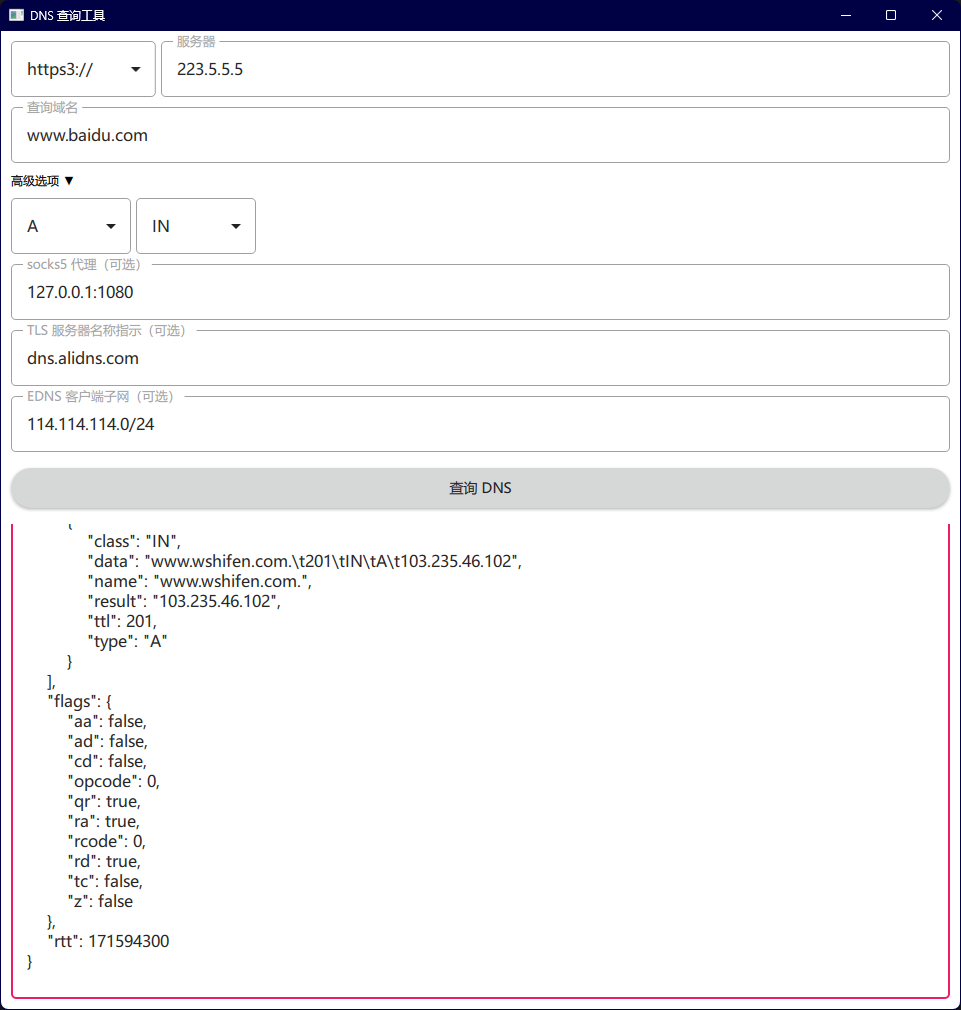 DNS 查询工具
服务器
https3://
223.5.5.5
查询域名
www.baidu.com
高级选项 ▼
A
IN
socks5 代理（可选）
127.0.0.1:1080
TLS 服务器名称指示（可选）
dns.alidns.com
EDNS 客户端子网（可选）
114.114.114.0/24
查询 DNS
{
"class": "IN",
"data": "www.wshifen.com.\t201\tIN\tA\t103.235.46.102",
"name": "www.wshifen.com.",
"result": "103.235.46.102",
"ttl": 201,
"type": "A"
}
],
"flags": {
"aa": false,
"ad": false,
"cd": false,
"opcode": 0,
"qr": true,
"ra": true,
"rcode": 0,
"rd": true,
"tc": false,
"z": false
},
"rtt": 171594300
}